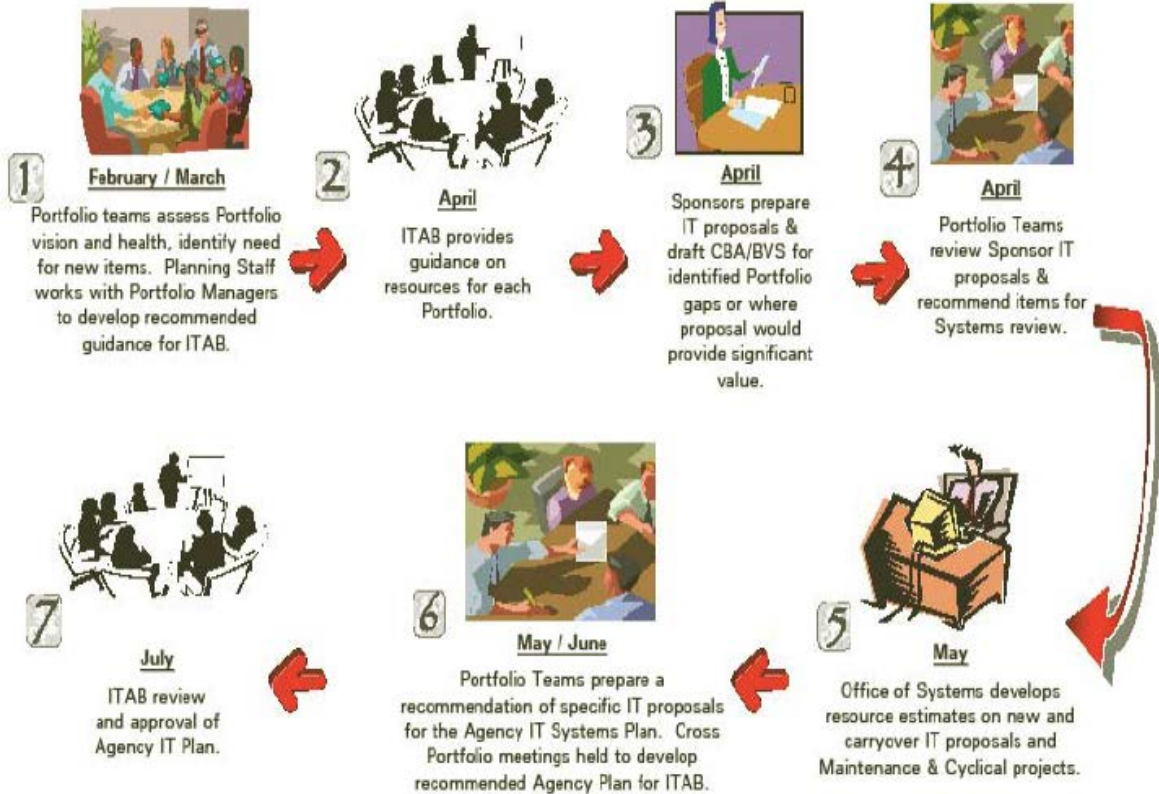 1
February / March
Portfolio teams assess Portfolio
vision and health, identify need
for new items. Planning Staff
works with Portfolio Managers
to develop recommended
guidance for ITAB.
2
April
ITAB provides
guidance on
resources for each
Portfolio.
3
April
Sponsors prepare
IT proposals &
draft CBA/BVS for
identified Portfolio
gaps or where
proposal would
provide significant
value.
4
April
Portfolio Teams
review Sponsor IT
proposals &
recommend items for
Systems review.
5
May
Office of Systems develops
resource estimates on new and
carryover IT proposals and
Maintenance & Cyclical projects.
6
May / June
Portfolio Teams prepare a
recommendation of specific IT proposals
for the Agency IT Systems Plan. Cross
Portfolio meetings held to develop
recommended Agency Plan for ITAB.
7
July
ITAB review
and approval of
Agency IT Plan.